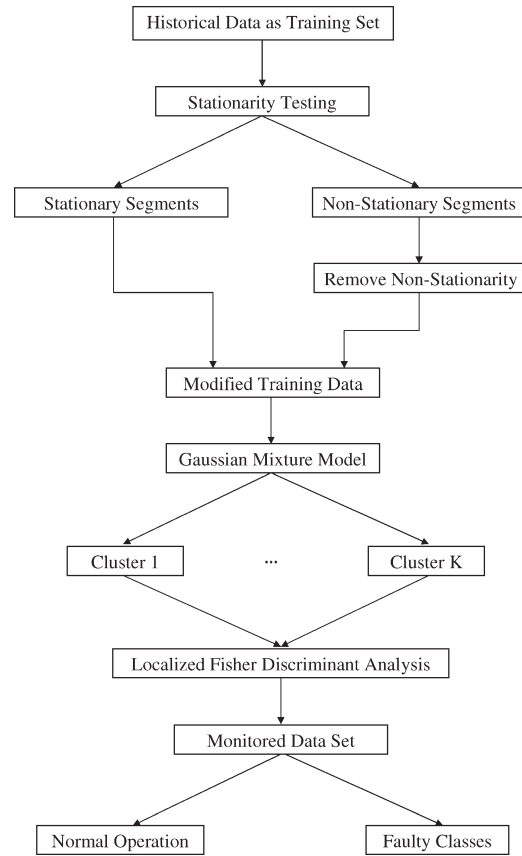 Historical Data as Training Set
Stationarity Testing
Stationary Segments
Non-Stationary Segments
Remove Non-Stationarity
Modified Training Data
Gaussian Mixture Model
Cluster 1
...
Cluster K
Localized Fisher Discriminant Analysis
Monitored Data Set
Normal Operation
Faulty Classes